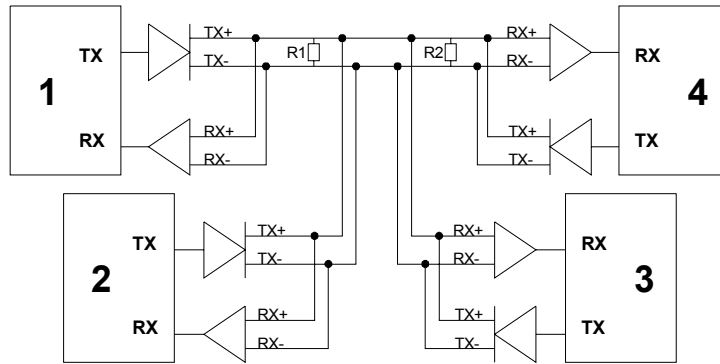 TX+ R1 R2 RX+
TX TX- RX- RX
1 4
RX+ TX+
RX RX- TX- TX
TX TX+ RX+ RX
TX- RX-
2 3
RX+ TX+
RX RX- TX- TX